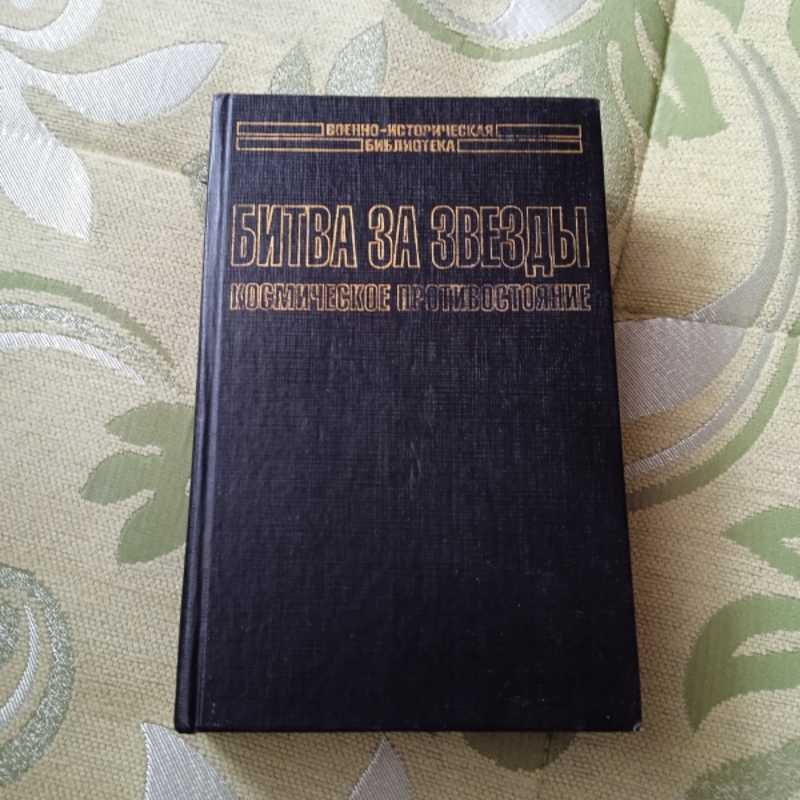 ВОЕННО-ИСТОРИЧЕСКАЯ
БИБЛИОТЕКА
БИТВА ЗА ЗВЕЗДЫ
КОСМИЧЕСКОЕ ПРОТИВОСТОЯНИЕ